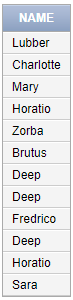 NAME
Lubber
Charlotte
Mary
Horatio
Zorba
Brutus
Deep
Deep
Fredrico
Deep
Horatio
Sara